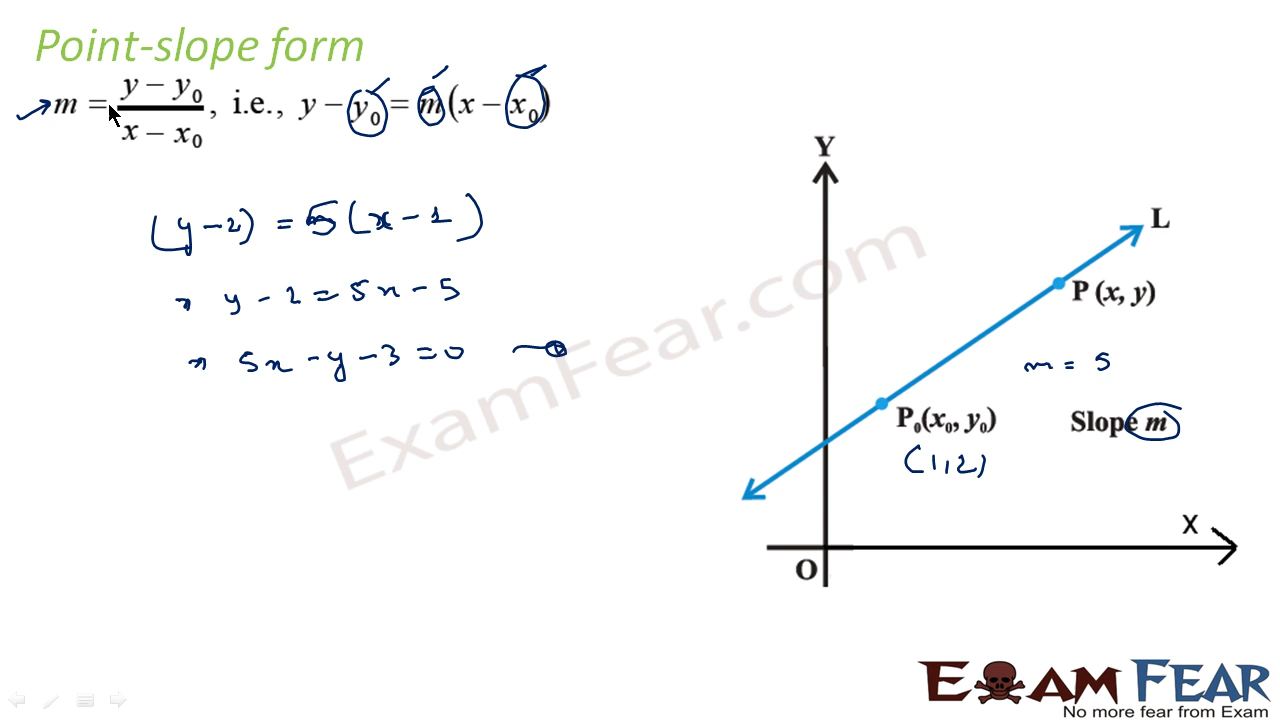 Point-slope form
m = (y − y₀)/(x − x₀), i.e., y − y₀ = m(x − x₀)
(y−2) = 5(x−1)
y − 2 = 5x − 5
5x − y − 3 = 0
Y
L
P (x, y)
m = 5
P₀(x₀, y₀)
Slope m
(1,2)
X
O
ExamFear.com
EXAM FEAR
No more fear from Exam